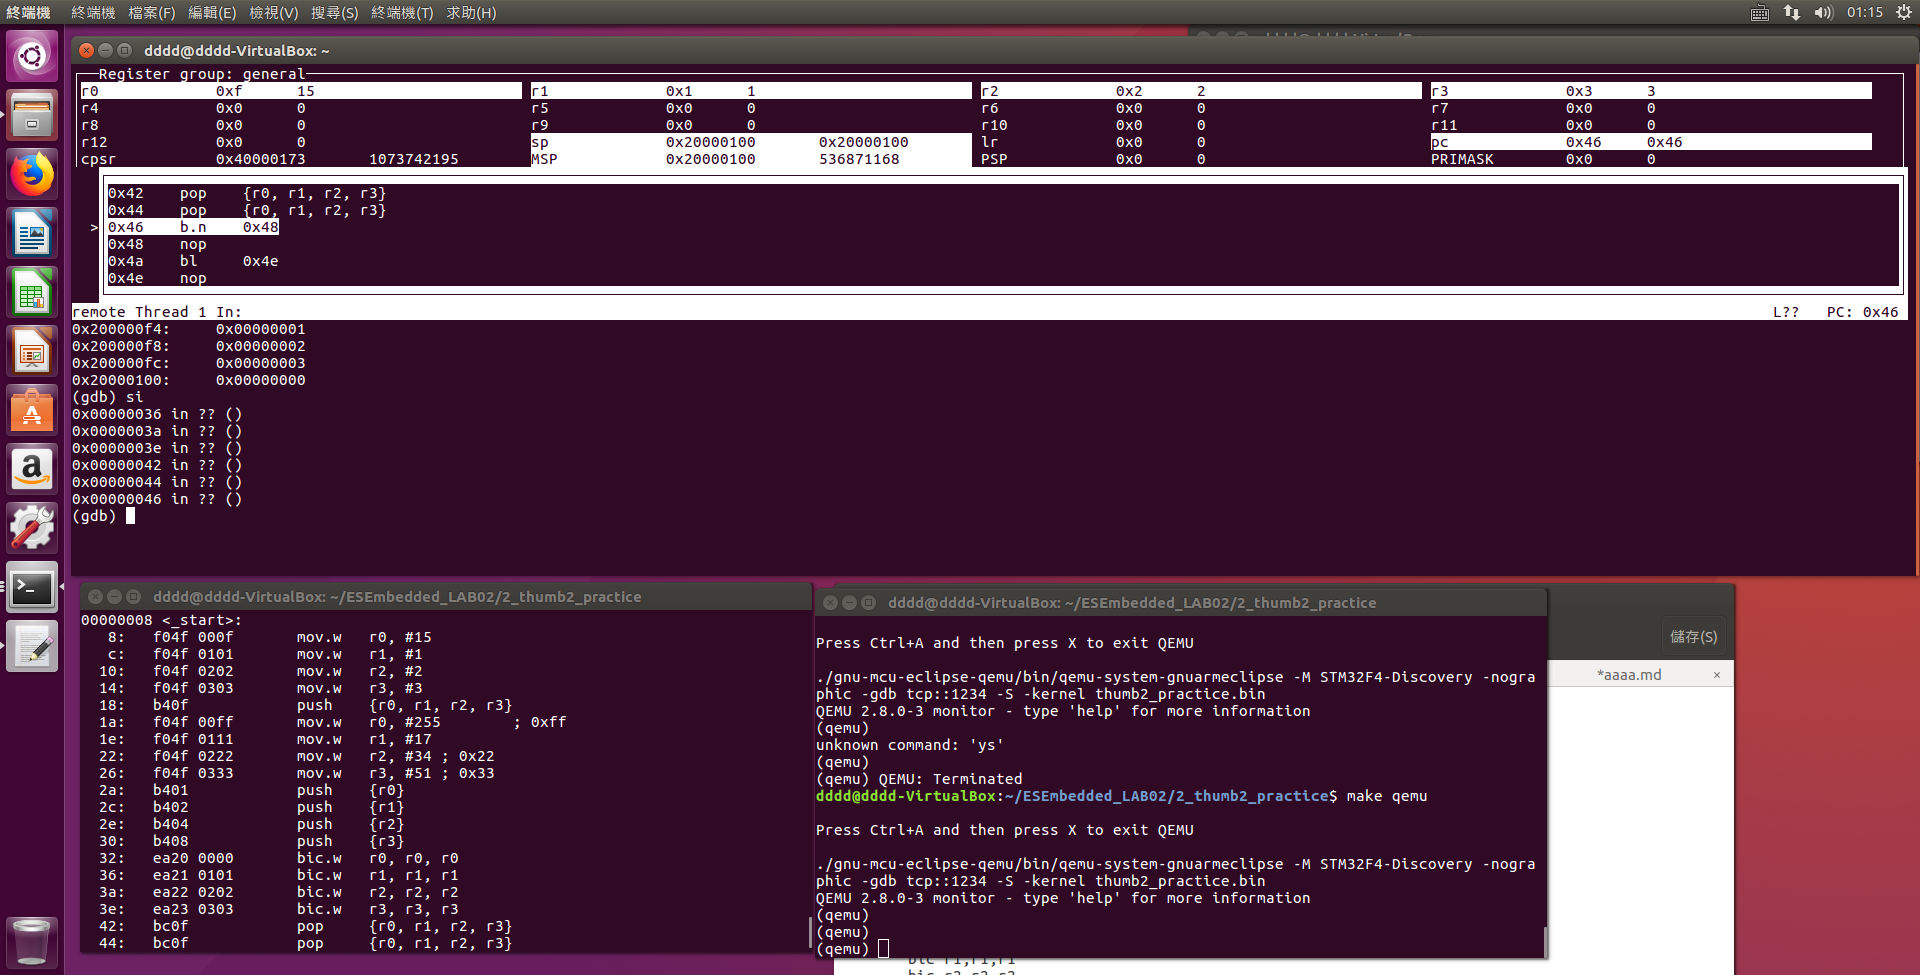 終端機 終端機 檔案(F) 編輯(E) 檢視(V) 搜尋(S) 終端機(T) 求助(H) 01:15
dddd@dddd-VirtualBox: ~
Register group: general
r0 0xf 15 r1 0x1 1 r2 0x2 2 r3 0x3 3
r4 0x0 0 r5 0x0 0 r6 0x0 0 r7 0x0 0
r8 0x0 0 r9 0x0 0 r10 0x0 0 r11 0x0 0
r12 0x0 0 sp 0x20000100 0x20000100 lr 0x0 0 pc 0x46 0x46
cpsr 0x40000173 1073742195 MSP 0x20000100 536871168 PSP 0x0 0 PRIMASK 0x0 0
0x42 pop {r0, r1, r2, r3}
0x44 pop {r0, r1, r2, r3}
> 0x46 b.n 0x48
0x48 nop
0x4a bl 0x4e
0x4e nop
remote Thread 1 In: L?? PC: 0x46
0x200000f4: 0x00000001
0x200000f8: 0x00000002
0x200000fc: 0x00000003
0x20000100: 0x00000000
(gdb) si
0x00000036 in ?? ()
0x0000003a in ?? ()
0x0000003e in ?? ()
0x00000042 in ?? ()
0x00000044 in ?? ()
0x00000046 in ?? ()
(gdb)
dddd@dddd-VirtualBox: ~/ESEmbedded_LAB02/2_thumb2_practice
00000008 <_start>:
8: f04f 000f mov.w r0, #15
c: f04f 0101 mov.w r1, #1
10: f04f 0202 mov.w r2, #2
14: f04f 0303 mov.w r3, #3
18: b40f push {r0, r1, r2, r3}
1a: f04f 00ff mov.w r0, #255 ; 0xff
1e: f04f 0111 mov.w r1, #17
22: f04f 0222 mov.w r2, #34 ; 0x22
26: f04f 0333 mov.w r3, #51 ; 0x33
2a: b401 push {r0}
2c: b402 push {r1}
2e: b404 push {r2}
30: b408 push {r3}
32: ea20 0000 bic.w r0, r0, r0
36: ea21 0101 bic.w r1, r1, r1
3a: ea22 0202 bic.w r2, r2, r2
3e: ea23 0303 bic.w r3, r3, r3
42: bc0f pop {r0, r1, r2, r3}
44: bc0f pop {r0, r1, r2, r3}
dddd@dddd-VirtualBox: ~/ESEmbedded_LAB02/2_thumb2_practice
Press Ctrl+A and then press X to exit QEMU
./gnu-mcu-eclipse-qemu/bin/qemu-system-gnuarmeclipse -M STM32F4-Discovery -nogra
phic -gdb tcp::1234 -S -kernel thumb2_practice.bin
QEMU 2.8.0-3 monitor - type 'help' for more information
(qemu)
unknown command: 'ys'
(qemu)
(qemu) QEMU: Terminated
dddd@dddd-VirtualBox:~/ESEmbedded_LAB02/2_thumb2_practice$ make qemu
Press Ctrl+A and then press X to exit QEMU
./gnu-mcu-eclipse-qemu/bin/qemu-system-gnuarmeclipse -M STM32F4-Discovery -nogra
phic -gdb tcp::1234 -S -kernel thumb2_practice.bin
QEMU 2.8.0-3 monitor - type 'help' for more information
(qemu)
(qemu)
(qemu)
儲存(S)
*aaaa.md ×
bic r1,r1,r1